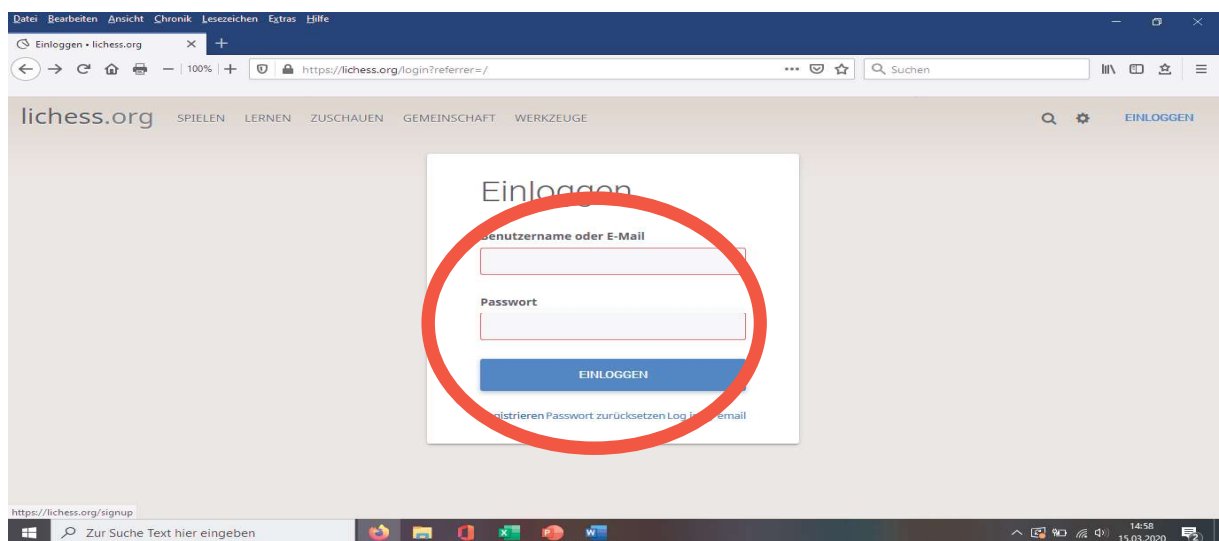 Datei Bearbeiten Ansicht Chronik Lesezeichen Extras Hilfe
Einloggen • lichess.org
100% https://lichess.org/login?referrer=/ Suchen
lichess.org SPIELEN LERNEN ZUSCHAUEN GEMEINSCHAFT WERKZEUGE EINLOGGEN
Einloggen
Benutzername oder E-Mail
Passwort
EINLOGGEN
Passwort zurücksetzen Log email
https://lichess.org/signup
Zur Suche Text hier eingeben
14:58
15.03.2020